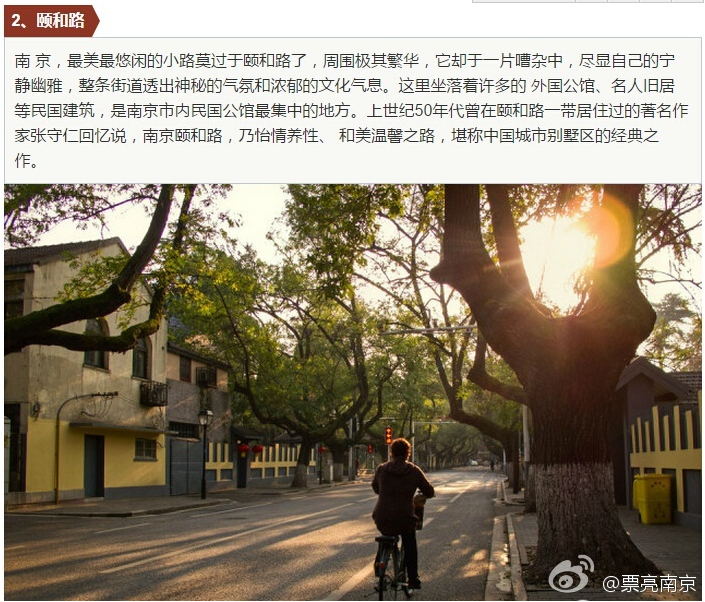 2、颐和路
南 京，最美最悠闲的小路莫过于颐和路了，周围极其繁华，它却于一片嘈杂中，尽显自己的宁
静幽雅，整条街道透出神秘的气氛和浓郁的文化气息。这里坐落着许多的 外国公馆、名人旧居
等民国建筑，是南京市内民国公馆最集中的地方。上世纪50年代曾在颐和路一带居住过的著名作
家张守仁回忆说，南京颐和路，乃怡情养性、 和美温馨之路，堪称中国城市别墅区的经典之
作。
@票亮南京